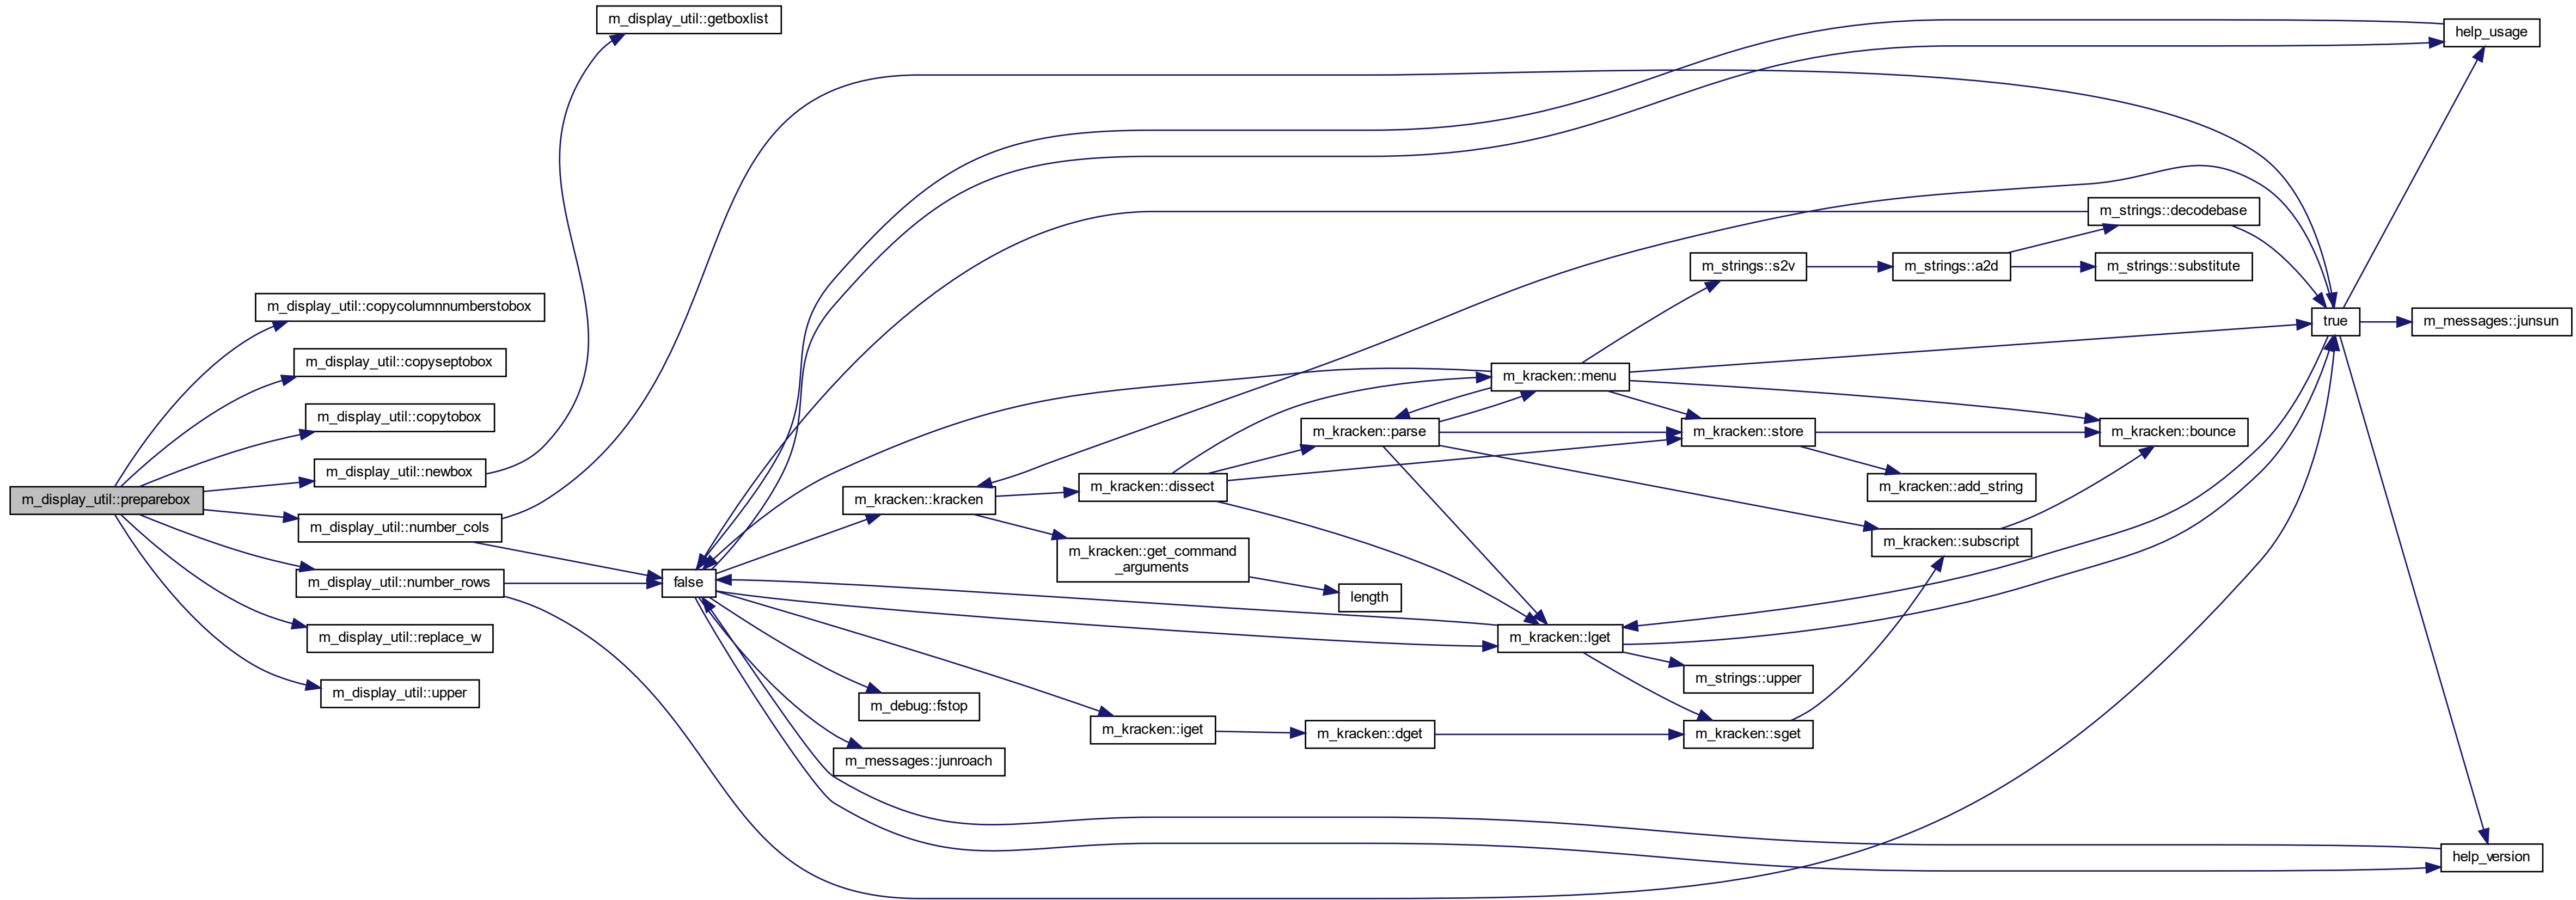 m_display_util::getboxlist
help_usage
m_strings::decodebase
m_strings::s2v
m_strings::a2d
m_strings::substitute
m_display_util::copycolumnnumberstobox
true
m_messages::junsun
m_display_util::copyseptobox
m_kracken::menu
m_display_util::copytobox
m_kracken::parse
m_kracken::store
m_kracken::bounce
m_display_util::newbox
m_kracken::dissect
m_kracken::add_string
m_display_util::preparebox
m_kracken::kracken
m_display_util::number_cols
m_kracken::subscript
m_kracken::get_command
_arguments
m_display_util::number_rows
false
length
m_display_util::replace_w
m_kracken::lget
m_strings::upper
m_display_util::upper
m_debug::fstop
m_kracken::iget
m_kracken::dget
m_kracken::sget
m_messages::junroach
help_version